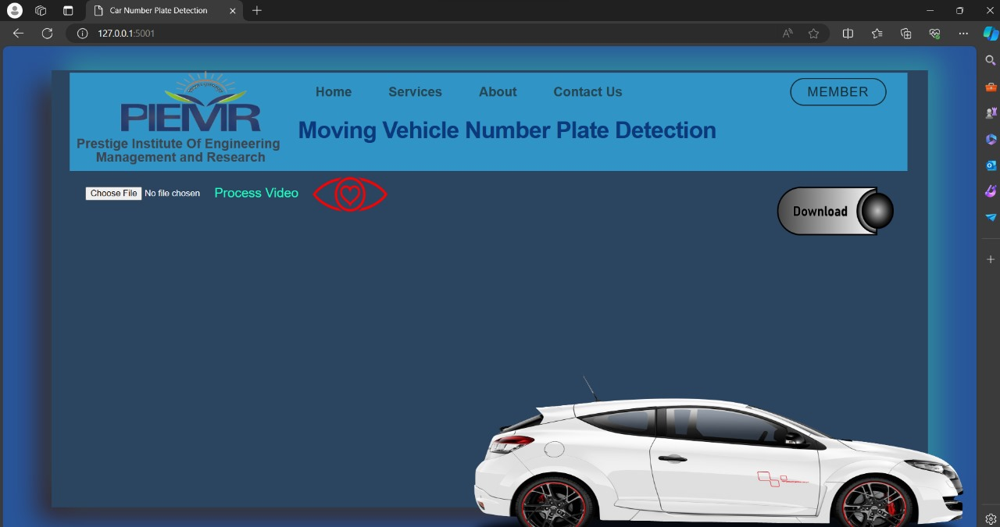 Car Number Plate Detection
127.0.0.1:5001
Home Services About Contact Us MEMBER
PIEMR
Moving Vehicle Number Plate Detection
Prestige Institute Of Engineering
Management and Research
Choose File No file chosen Process Video
Download